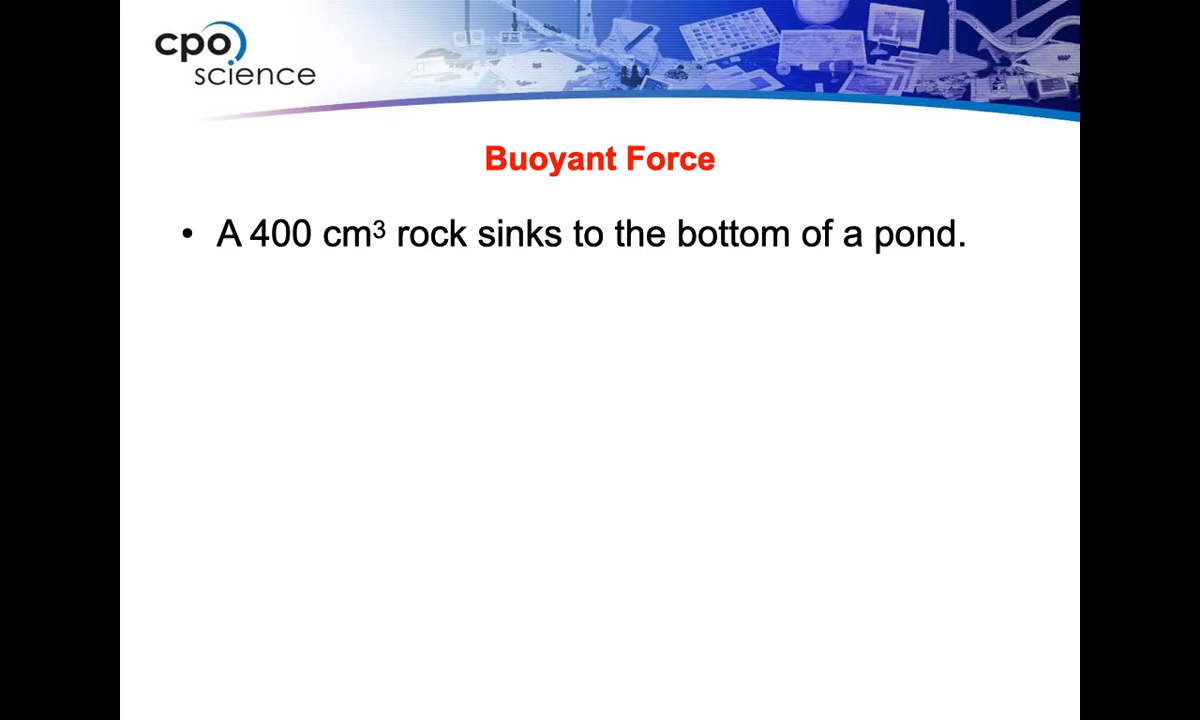 cpo
science
Buoyant Force
• A 400 cm³ rock sinks to the bottom of a pond.